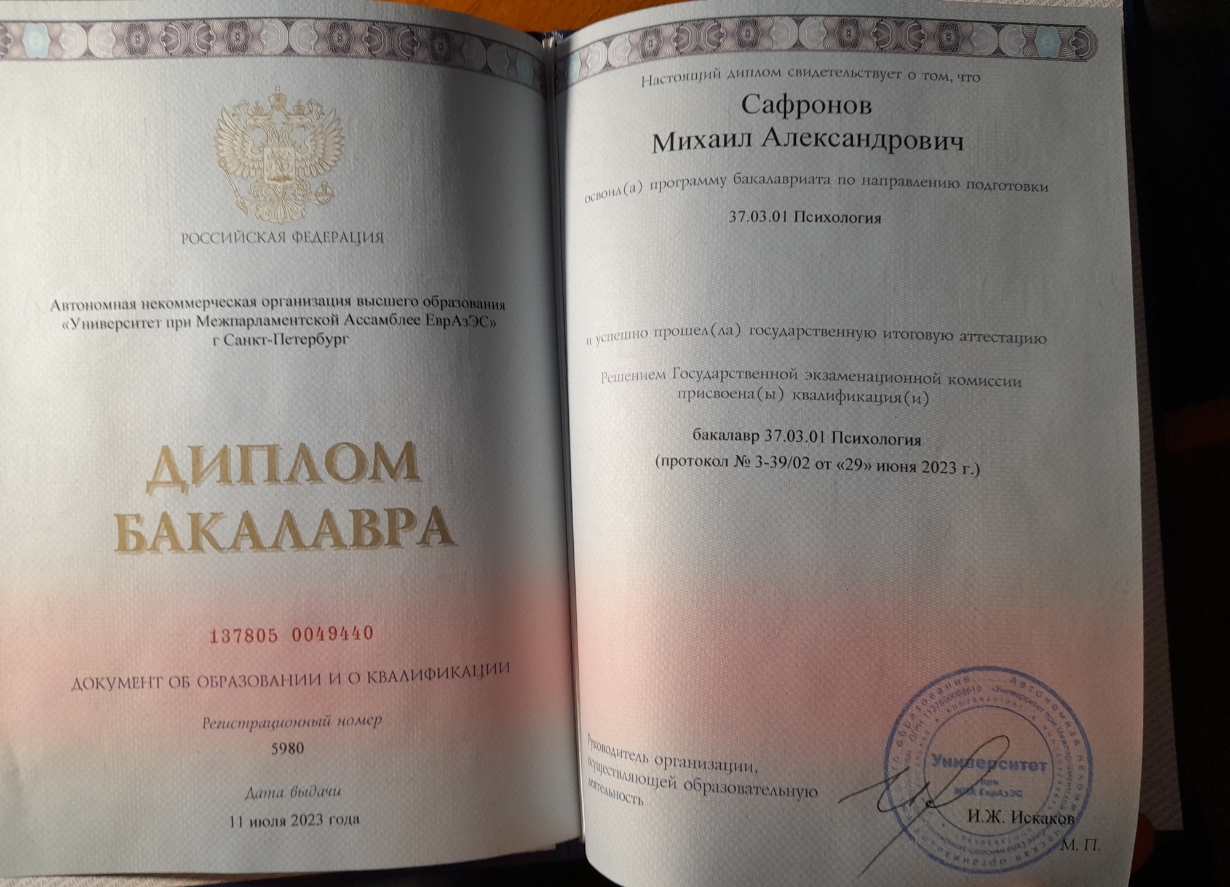 РОССИЙСКАЯ ФЕДЕРАЦИЯ
Автономная некоммерческая организация высшего образования
«Университет при Межпарламентской Ассамблее ЕврАзЭС»
г Санкт-Петербург
ДИПЛОМ
БАКАЛАВРА
137805 0049440
ДОКУМЕНТ ОБ ОБРАЗОВАНИИ И О КВАЛИФИКАЦИИ
Регистрационный номер
5980
Дата выдачи
11 июля 2023 года
Настоящий диплом свидетельствует о том, что
Сафронов
Михаил Александрович
освоил(а) программу бакалавриата по направлению подготовки
37.03.01 Психология
и успешно прошел(ла) государственную итоговую аттестацию
Решением Государственной экзаменационной комиссии
присвоена(ы) квалификация(и)
бакалавр 37.03.01 Психология
(протокол № 3-39/02 от «29» июня 2023 г.)
Руководитель организации,
осуществляющей образовательную
деятельность
Университет
при
МПА ЕврАзЭС
И.Ж. Искаков
М. П.